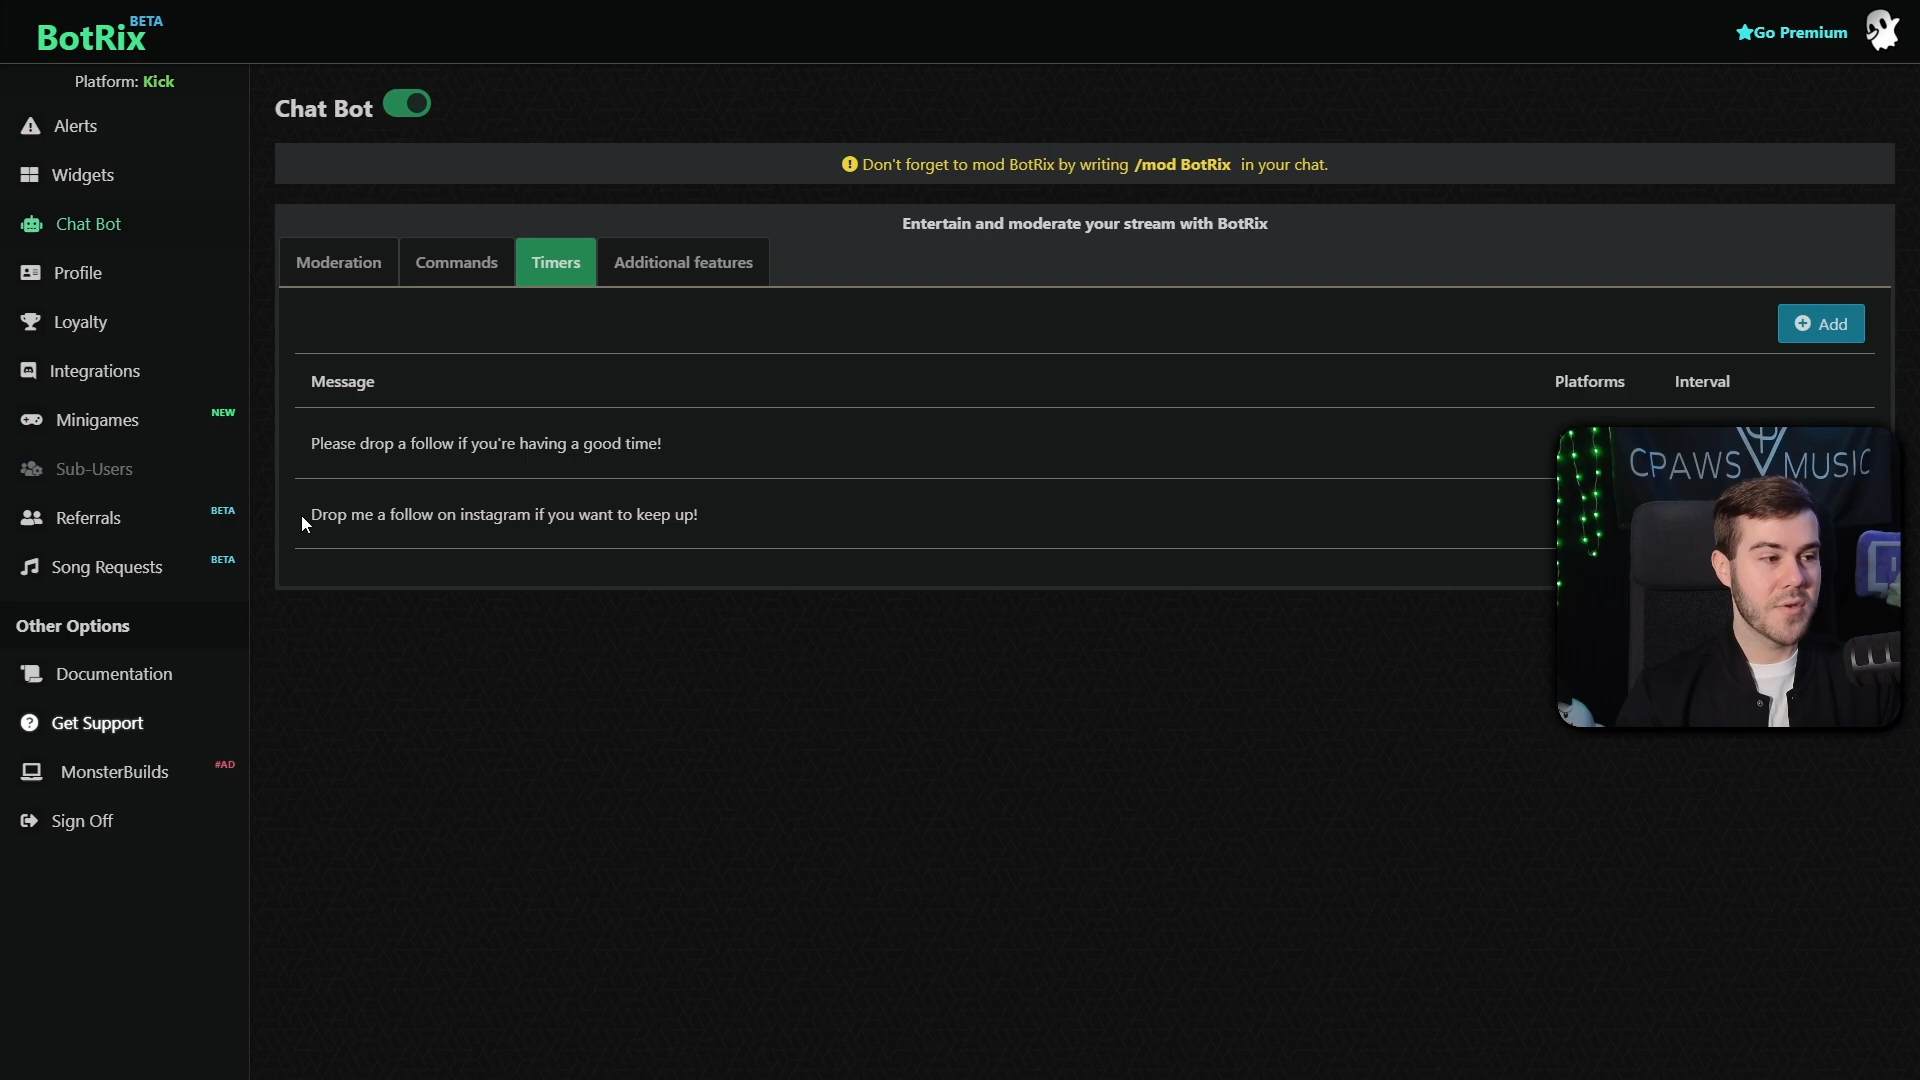 BotRix BETA
Go Premium
Platform: Kick
Alerts
Widgets
Chat Bot
Profile
Loyalty
Integrations
Minigames NEW
Sub-Users
Referrals BETA
Song Requests BETA
Other Options
Documentation
Get Support
MonsterBuilds #AD
Sign Off
Chat Bot
Don't forget to mod BotRix by writing /mod BotRix in your chat.
Entertain and moderate your stream with BotRix
Moderation
Commands
Timers
Additional features
Add
Message Platforms Interval
Please drop a follow if you're having a good time!
Drop me a follow on instagram if you want to keep up!
CPAWS MUSIC